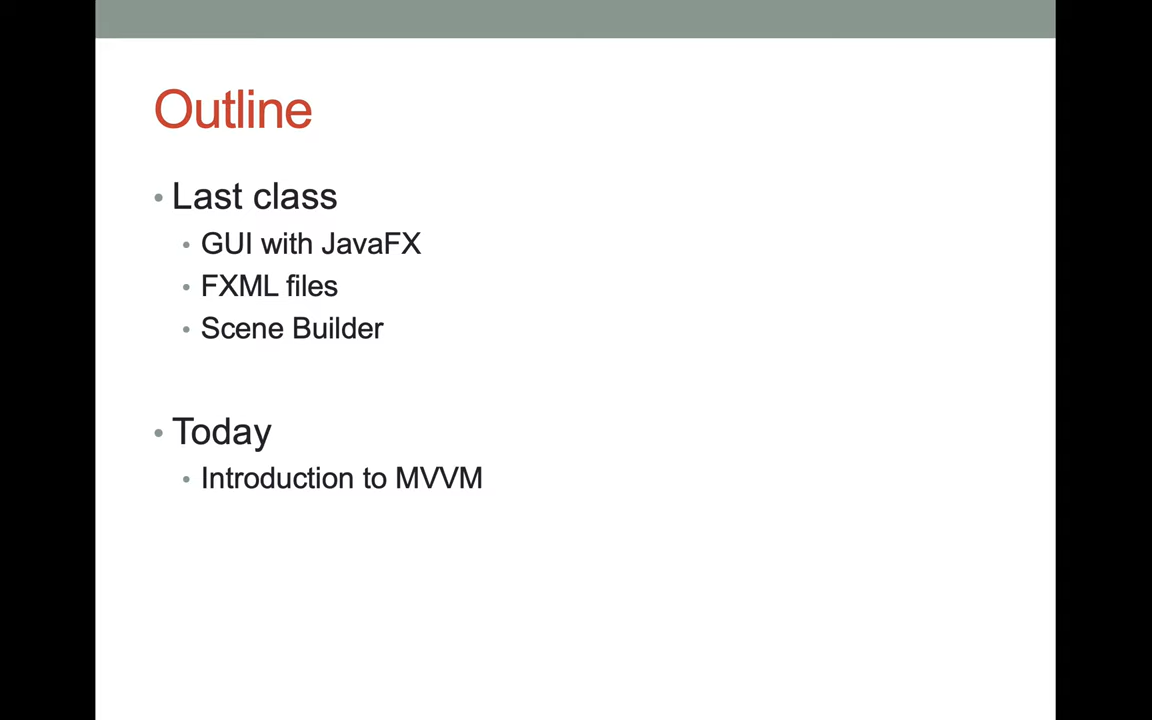 Outline
• Last class
• GUI with JavaFX
• FXML files
• Scene Builder
• Today
• Introduction to MVVM